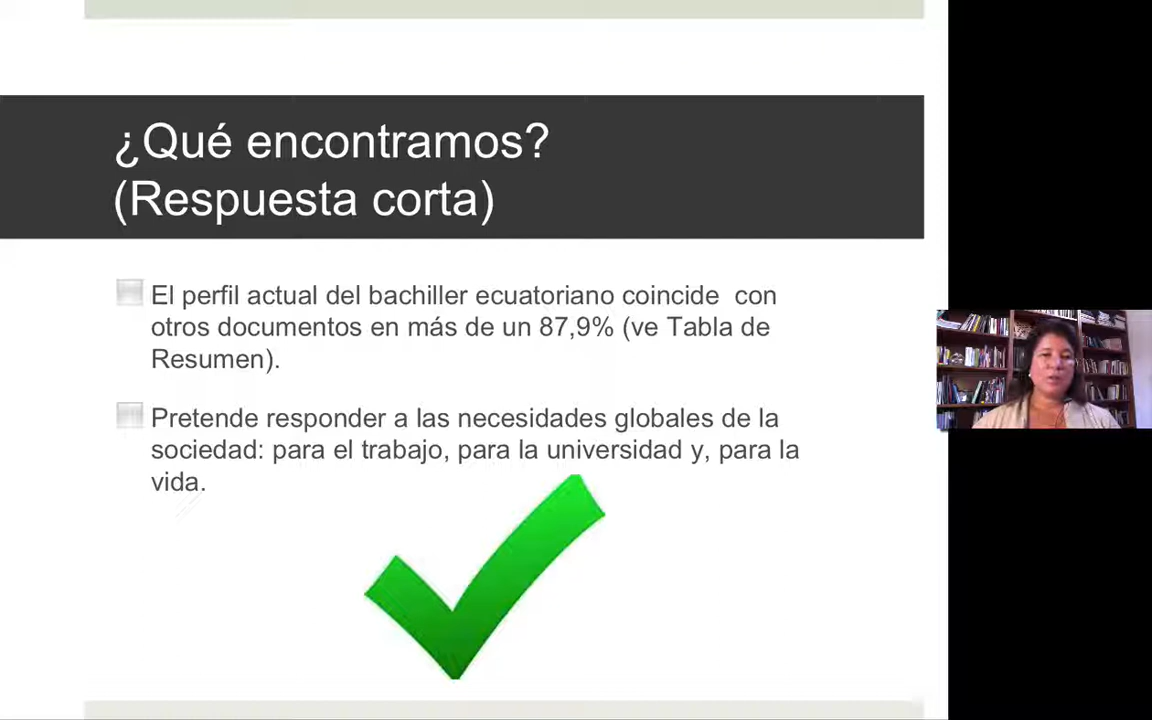 ¿Qué encontramos?
(Respuesta corta)
El perfil actual del bachiller ecuatoriano coincide  con
otros documentos en más de un 87,9% (ve Tabla de
Resumen).
Pretende responder a las necesidades globales de la
sociedad: para el trabajo, para la universidad y, para la
vida.